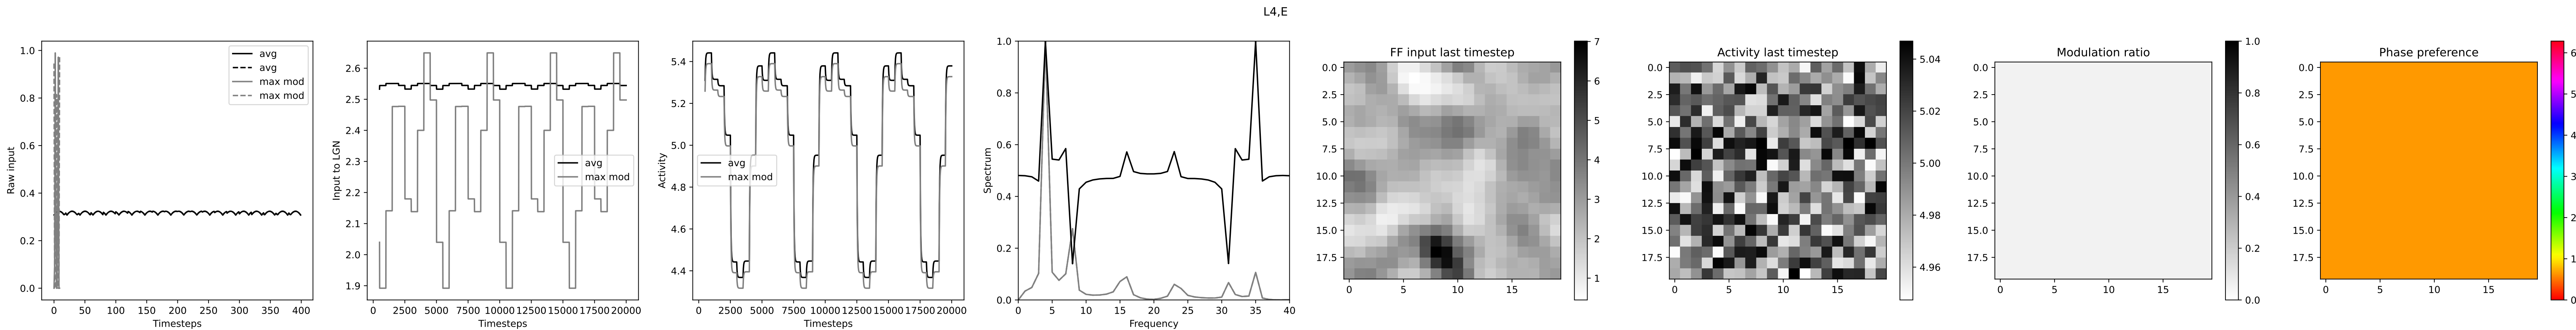 L4,E
Raw input
1.0
0.8
0.6
0.4
0.2
0.0
avg
avg
max mod
max mod
0 50 100 150 200 250 300 350 400
Timesteps
Input to LGN
2.6
2.5
2.4
2.3
2.2
2.1
2.0
1.9
avg
max mod
0 2500 5000 7500 10000 12500 15000 17500 20000
Timesteps
Activity
5.4
5.2
5.0
4.8
4.6
4.4
avg
max mod
0 2500 5000 7500 10000 12500 15000 17500 20000
Timesteps
Spectrum
1.0
0.8
0.6
0.4
0.2
0.0
0 5 10 15 20 25 30 35 40
Frequency
FF input last timestep
0.0
2.5
5.0
7.5
10.0
12.5
15.0
17.5
0 5 10 15
7
6
5
4
3
2
1
Activity last timestep
0.0
2.5
5.0
7.5
10.0
12.5
15.0
17.5
0 5 10 15
5.04
5.02
5.00
4.98
4.96
Modulation ratio
0.0
2.5
5.0
7.5
10.0
12.5
15.0
17.5
0 5 10 15
1.0
0.8
0.6
0.4
0.2
0.0
Phase preference
0.0
2.5
5.0
7.5
10.0
12.5
15.0
17.5
0 5 10 15
6
5
4
3
2
1
0